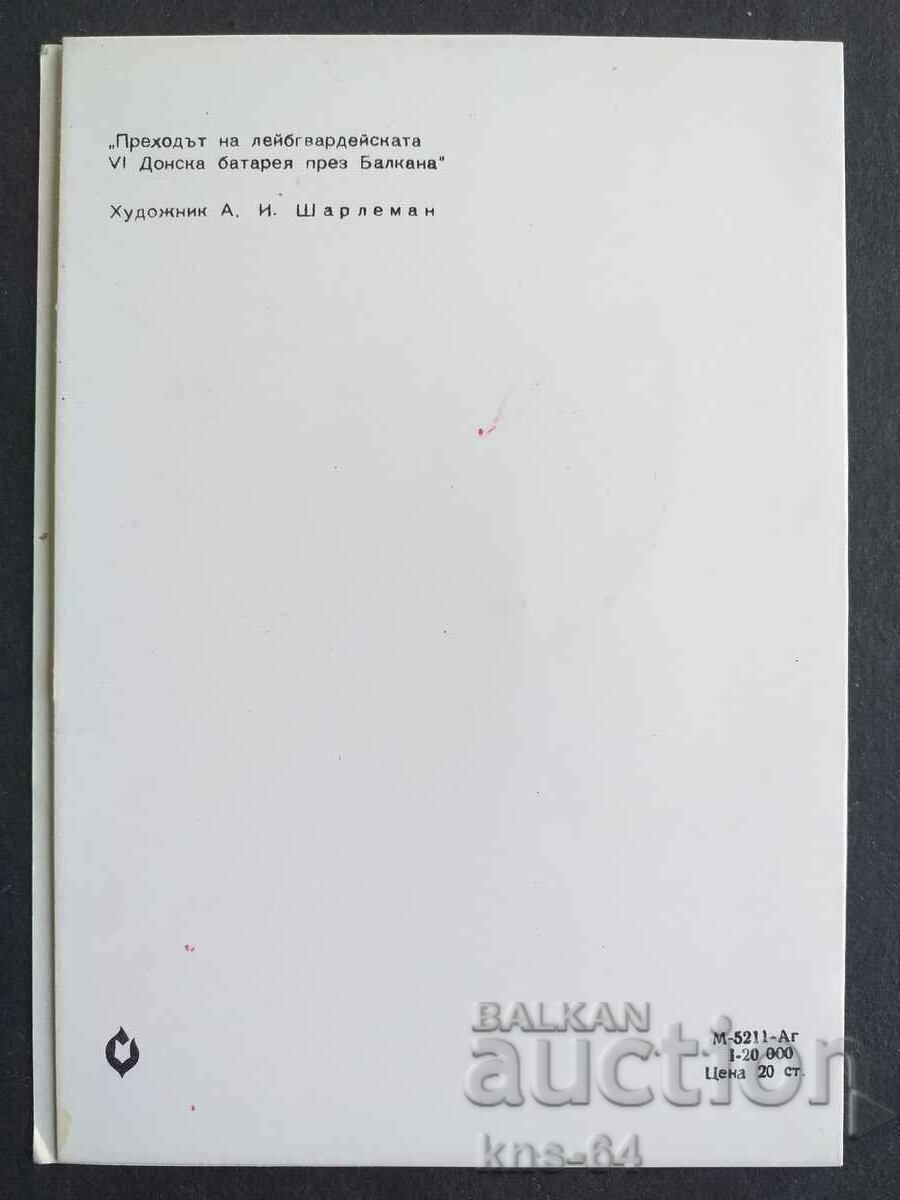 „Преходът на лейбгвардейската
VI Донска батарея през Балкана"
Художник А. И. Шарлеман
М-5211-Аг
I-20 000
Цена 20 ст.
BALKAN
auction
kns-64